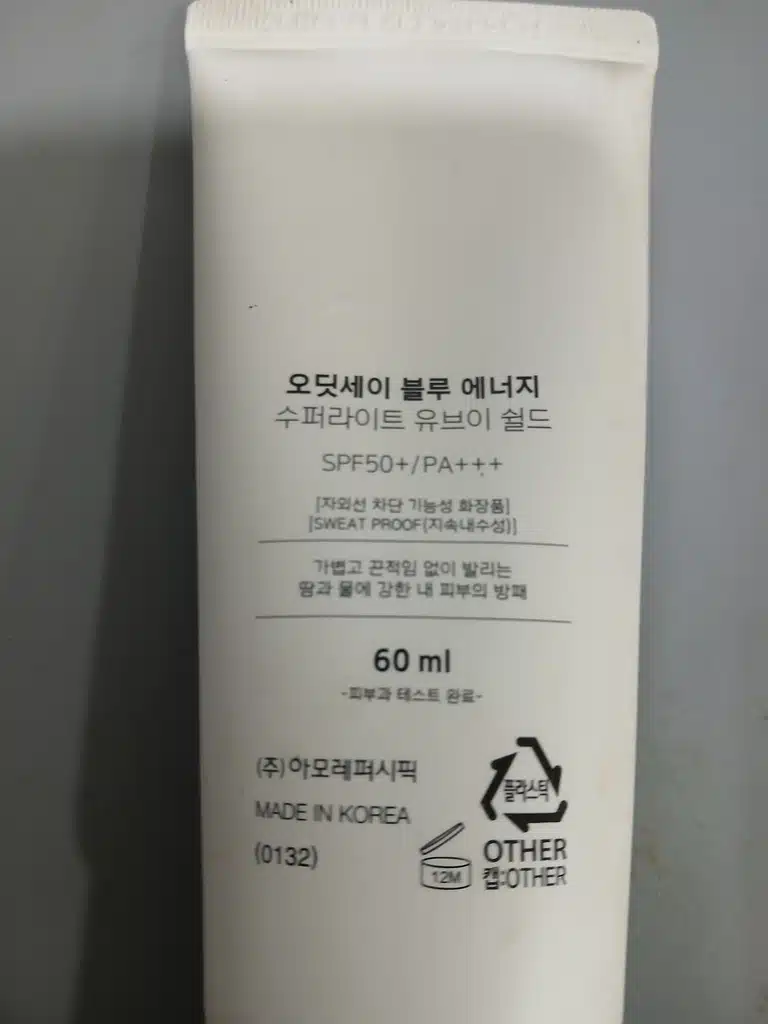 오딧세이 블루 에너지
수퍼라이트 유브이 쉴드
SPF50+/PA+++
[자외선 차단 기능성 화장품]
[SWEAT PROOF(지속내수성)]
가볍고 끈적임 없이 발리는
땀과 물에 강한 내 피부의 방패
60 ml
-피부과 테스트 완료-
(주)아모레퍼시픽
MADE IN KOREA
(0132)
12M
플라스틱
OTHER
캡:OTHER